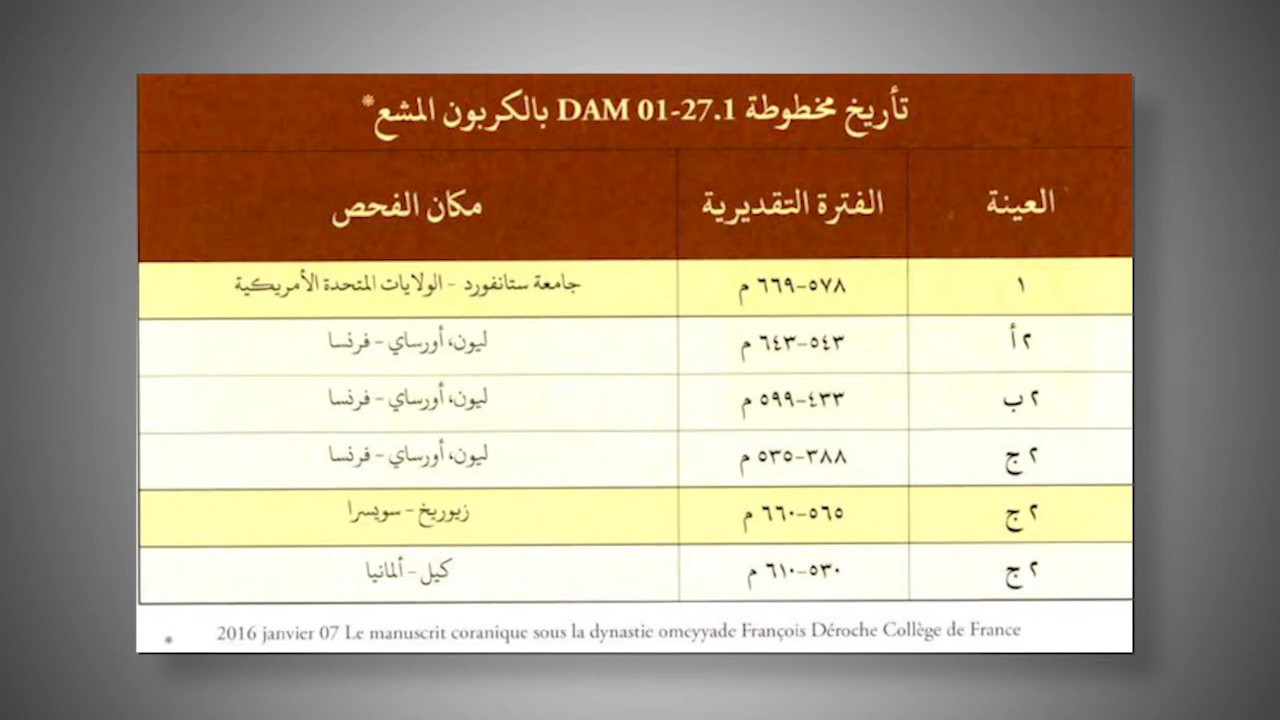 تأريخ مخطوطة DAM 01-27.1 بالكربون المشع*
العينة الفترة التقديرية مكان الفحص
١ ٥٧٨-٦٦٩ م جامعة ستانفورد - الولايات المتحدة الأمريكية
٢ أ ٥٤٣-٦٤٣ م ليون، أورساي - فرنسا
٢ ب ٤٣٣-٥٩٩ م ليون، أورساي - فرنسا
٢ ج ٣٨٨-٥٣٥ م ليون، أورساي - فرنسا
٢ ج ٥٦٥-٦٦٠ م زيوريخ - سويسرا
٢ ج ٥٣٠-٦١٠ م كيل - ألمانيا
* 2016 janvier 07 Le manuscrit coranique sous la dynastie omeyyade François Déroche Collège de France